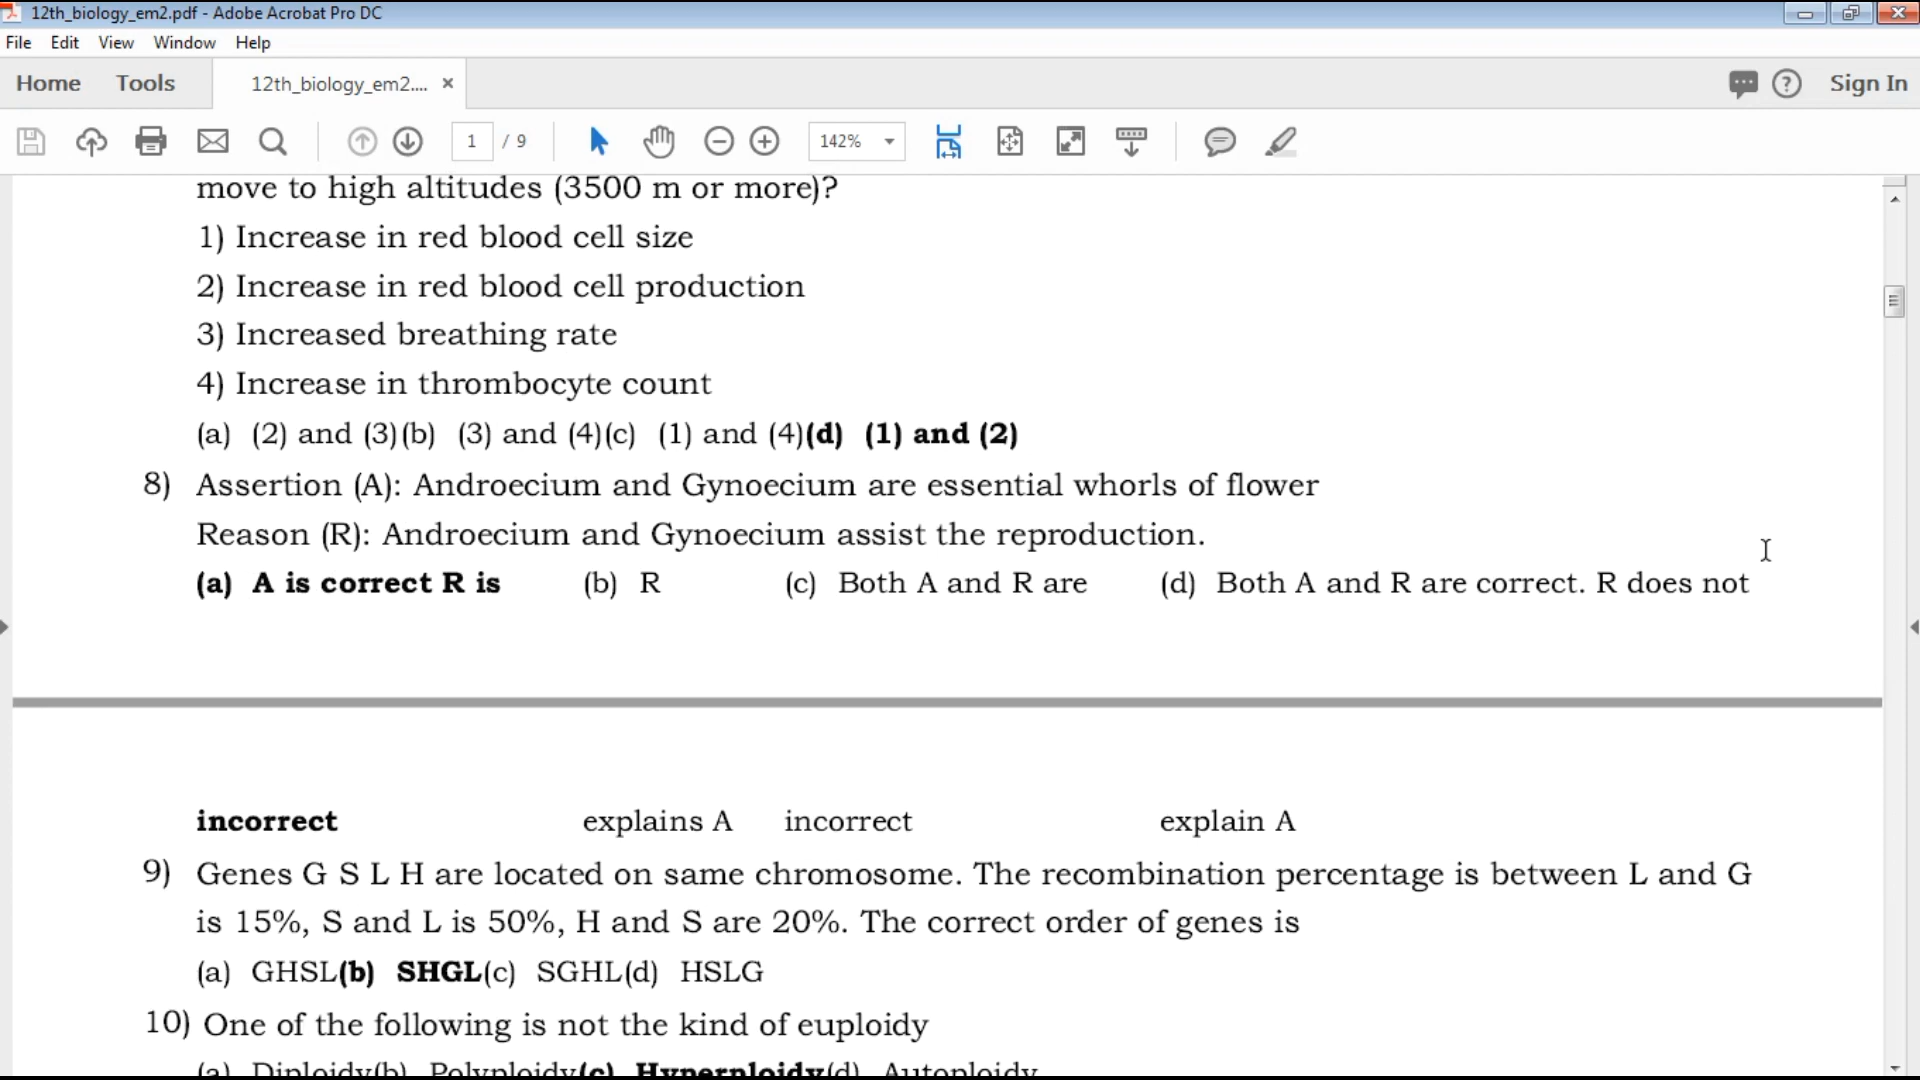 12th_biology_em2.pdf - Adobe Acrobat Pro DC
File Edit View Window Help
Home Tools 12th_biology_em2.... × Sign In
1 / 9 142%
move to high altitudes (3500 m or more)?
1) Increase in red blood cell size
2) Increase in red blood cell production
3) Increased breathing rate
4) Increase in thrombocyte count
(a) (2) and (3)(b) (3) and (4)(c) (1) and (4)(d) (1) and (2)
8) Assertion (A): Androecium and Gynoecium are essential whorls of flower
Reason (R): Androecium and Gynoecium assist the reproduction.
(a) A is correct R is (b) R (c) Both A and R are (d) Both A and R are correct. R does not
incorrect explains A incorrect explain A
9) Genes G S L H are located on same chromosome. The recombination percentage is between L and G
is 15%, S and L is 50%, H and S are 20%. The correct order of genes is
(a) GHSL(b) SHGL(c) SGHL(d) HSLG
10) One of the following is not the kind of euploidy
(a) Diploidy(b) Polyploidy(c) Hyperploidy(d) Autoploidy